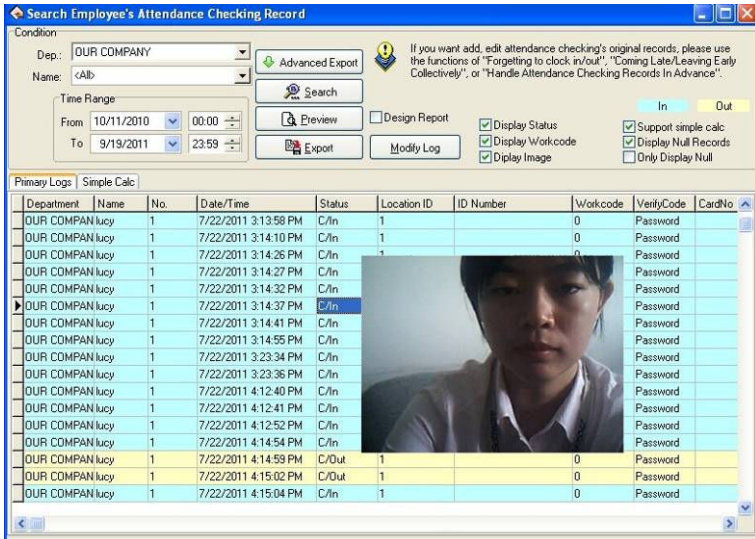 Search Employee's Attendance Checking Record
Condition
Dep.: OUR COMPANY
Name: <All>
Time Range
From 10/11/2010 00:00
To 9/19/2011 23:59
Advanced Export
Search
Preview
Export
Design Report
Modify Log
If you want add, edit attendance checking's original records, please use
the functions of "Forgetting to clock in/out", "Coming Late/Leaving Early
Collectively", or "Handle Attendance Checking Records In Advance".
In Out
Display Status
Display Workcode
Diplay Image
Support simple calc
Display Null Records
Only Display Null
Primary Logs Simple Calc
Department Name No. Date/Time Status Location ID ID Number Workcode VerifyCode CardNo
OUR COMPAN lucy 1 7/22/2011 3:13:58 PM C/In 1 0 Password
OUR COMPAN lucy 1 7/22/2011 3:14:10 PM C/In 1 0 Password
OUR COMPAN lucy 1 7/22/2011 3:14:26 PM C/In 1 0 Password
OUR COMPAN lucy 1 7/22/2011 3:14:27 PM C/In Password
OUR COMPAN lucy 1 7/22/2011 3:14:32 PM C/In Password
OUR COMPAN lucy 1 7/22/2011 3:14:37 PM C/In Password
OUR COMPAN lucy 1 7/22/2011 3:14:41 PM C/In Password
OUR COMPAN lucy 1 7/22/2011 3:14:55 PM C/In Password
OUR COMPAN lucy 1 7/22/2011 3:23:34 PM C/In Password
OUR COMPAN lucy 1 7/22/2011 3:23:36 PM C/In Password
OUR COMPAN lucy 1 7/22/2011 4:12:40 PM C/In Password
OUR COMPAN lucy 1 7/22/2011 4:12:41 PM C/In Password
OUR COMPAN lucy 1 7/22/2011 4:12:52 PM C/In Password
OUR COMPAN lucy 1 7/22/2011 4:14:54 PM C/In Password
OUR COMPAN lucy 1 7/22/2011 4:14:59 PM C/Out 1 0 Password
OUR COMPAN lucy 1 7/22/2011 4:15:02 PM C/Out 1 0 Password
OUR COMPAN lucy 1 7/22/2011 4:15:04 PM C/In 1 0 Password